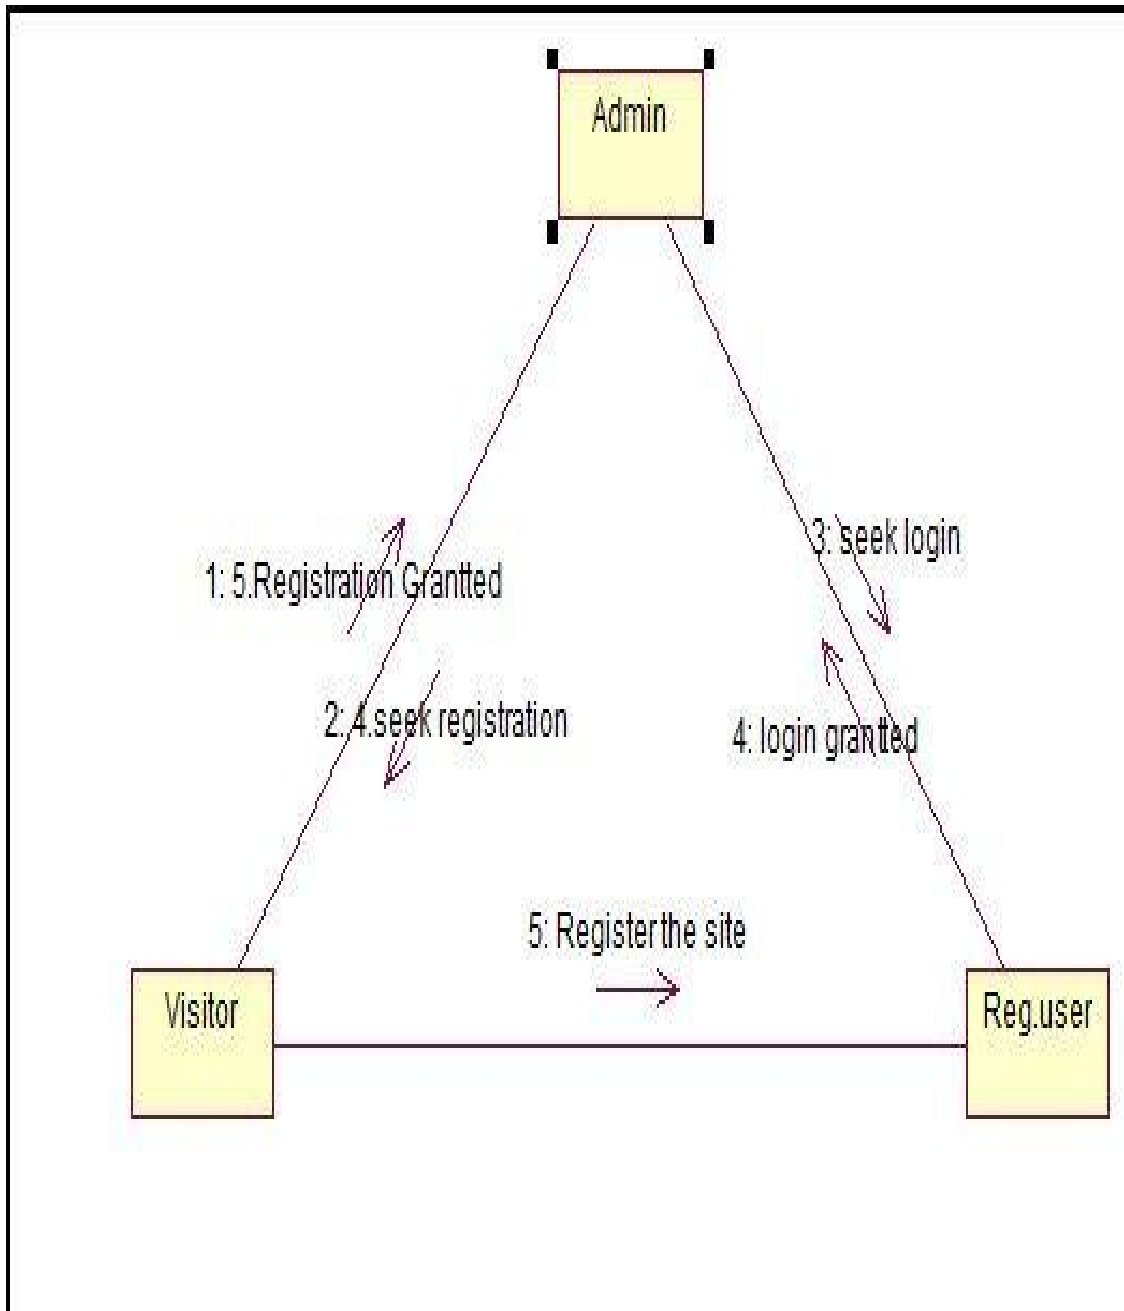 Admin
3: seek login
1: 5.Registration Grantted
2: 4.seek registration
4: login grantted
5: Register the site
Visitor
Reg.user